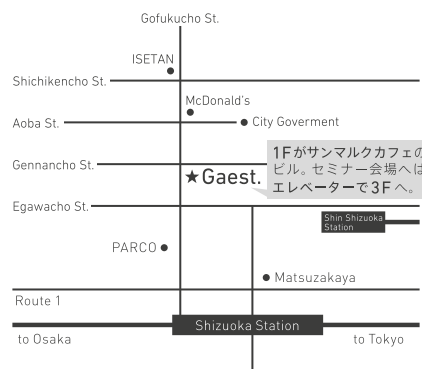 Gofukucho St.
ISETAN
Shichikencho St.
McDonald's
Aoba St.
City Goverment
1Fがサンマルクカフェの
Gennancho St.
ビル。セミナー会場へは
★Gaest.
エレベーターで3Fへ。
Egawacho St.
Shin Shizuoka
Station
PARCO
Matsuzakaya
Route 1
Shizuoka Station
to Osaka
to Tokyo